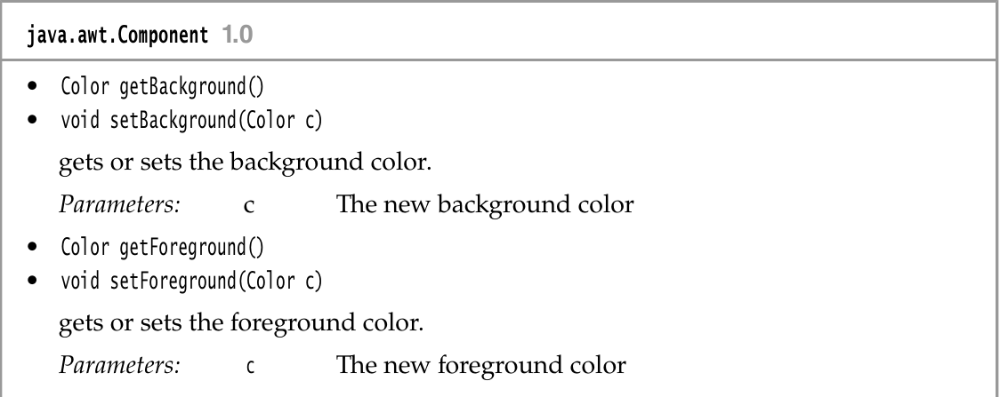 java.awt.Component 1.0
• Color getBackground()
• void setBackground(Color c)
gets or sets the background color.
Parameters: c The new background color
• Color getForeground()
• void setForeground(Color c)
gets or sets the foreground color.
Parameters: c The new foreground color